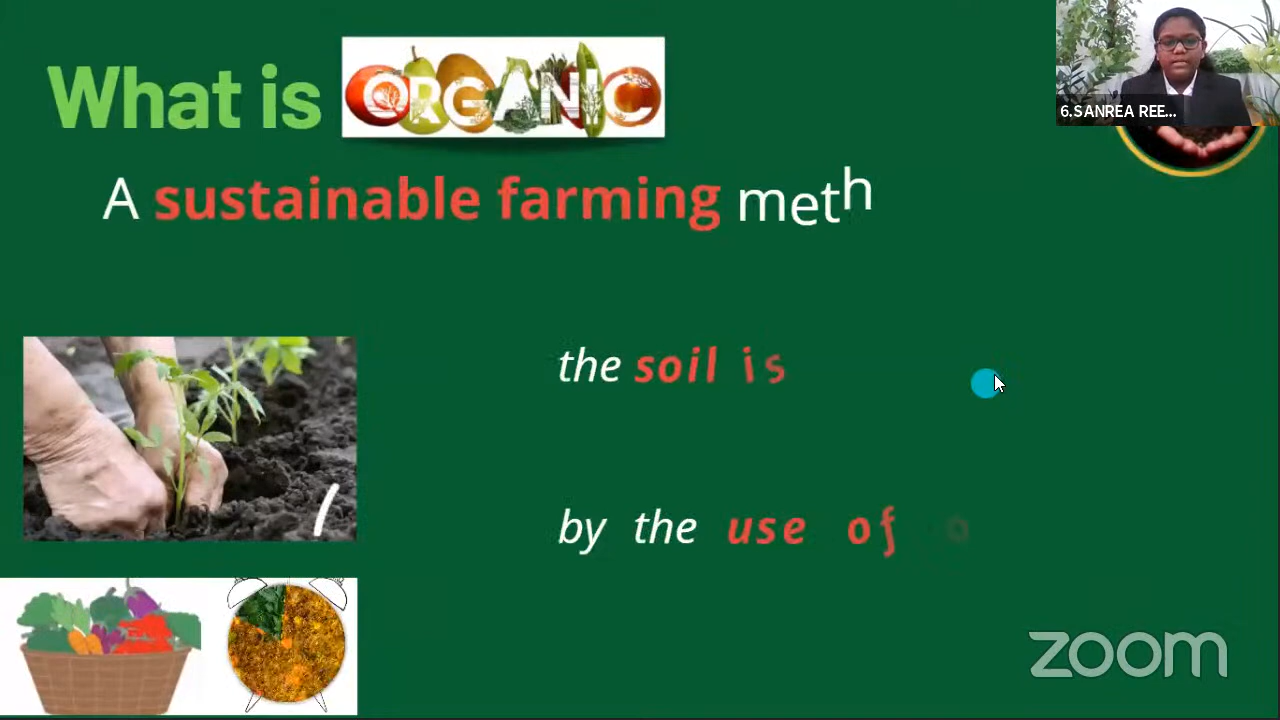 What is ORGANIC
6.SANREA REE...
A sustainable farming meth
the soil is
by the use of o
zoom